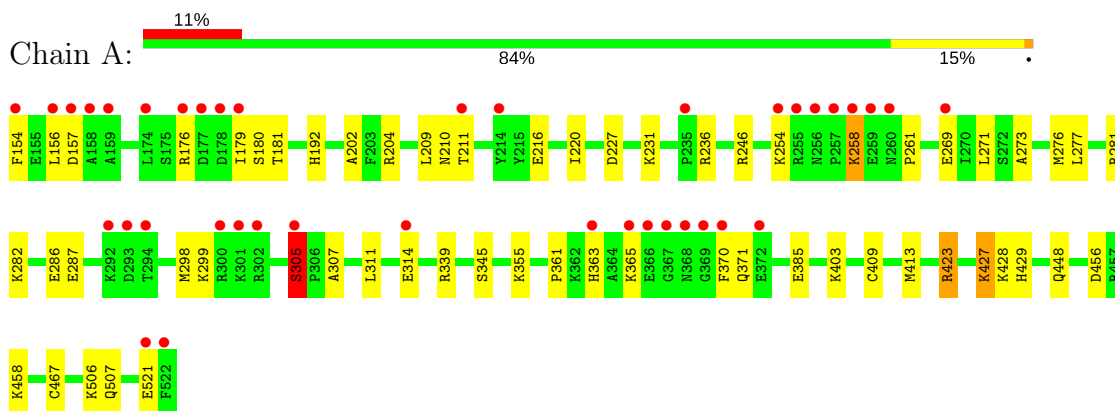 11%
Chain A:
84% 15% •
F154 E155 L156 D157 A158 A159 L174 S175 R176 D177 D178 I179 S180 T181 H192 A202 F203 R204 L209 N210 T211 Y214 Y215 E216 I220 D227 K231 P235 R236 R246 K254 R255 N256 P257 K258 E259 N260 P261 E269 I270 L271 S272 A273 M276 L277
K282 E286 E287 K292 D293 T294 M298 K299 R300 K301 R302 S305 P306 A307 L311 E314 R339 S345 K355 P361 K362 H363 A364 K365 E366 G367 N368 G369 F370 Q371 E372 E385 K403 C409 M413 R423 K427 K428 H429 Q448 D456
K458 C467 K506 Q507 E521 F522